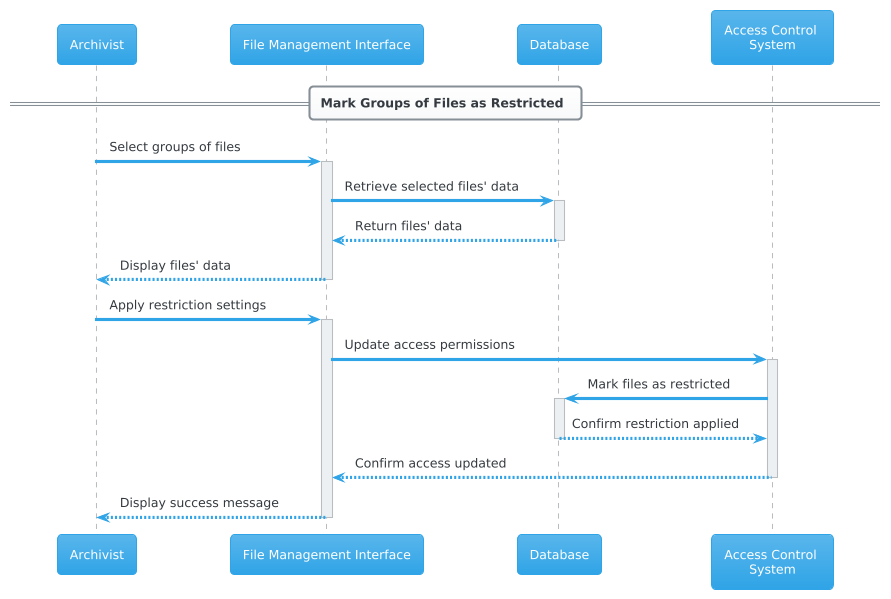 Archivist
File Management Interface
Database
Access Control
System
Mark Groups of Files as Restricted
Select groups of files
Retrieve selected files' data
Return files' data
Display files' data
Apply restriction settings
Update access permissions
Mark files as restricted
Confirm restriction applied
Confirm access updated
Display success message
Archivist
File Management Interface
Database
Access Control
System